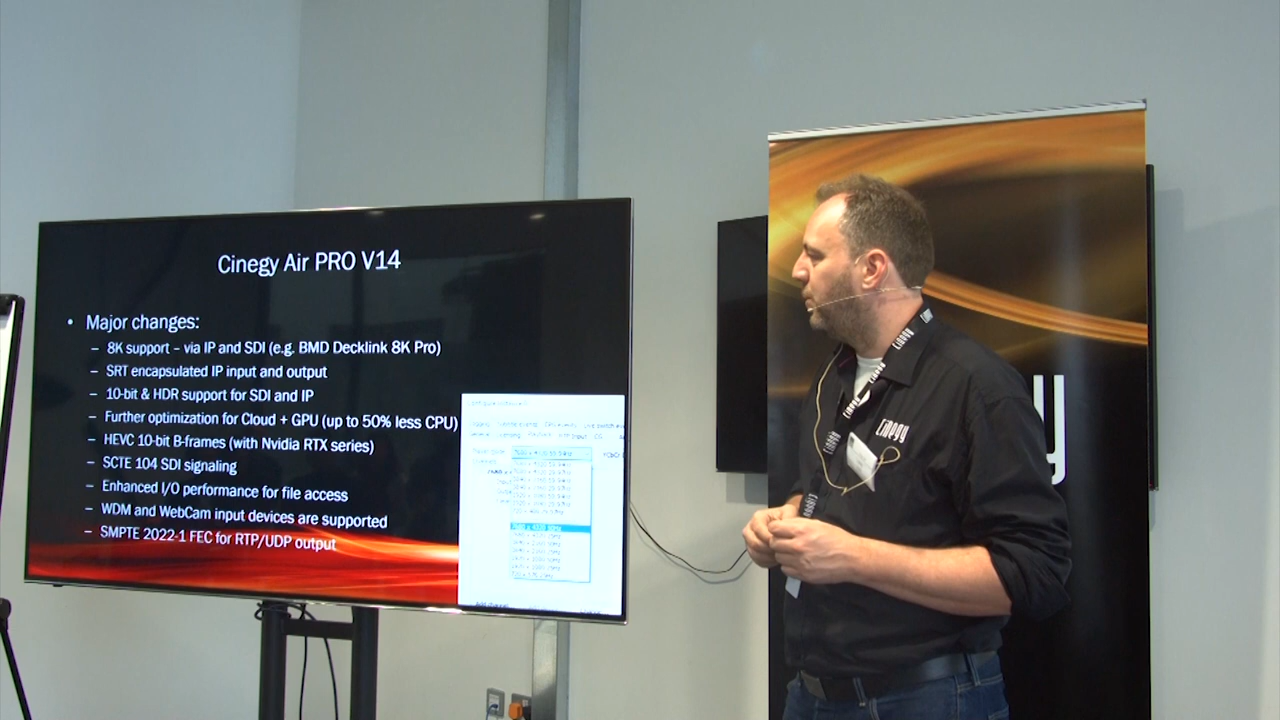 Cinegy Air PRO V14
• Major changes:
– 8K support – via IP and SDI (e.g. BMD Decklink 8K Pro)
– SRT encapsulated IP input and output
– 10-bit & HDR support for SDI and IP
– Further optimization for Cloud + GPU (up to 50% less CPU)
– HEVC 10-bit B-frames (with Nvidia RTX series)
– SCTE 104 SDI signaling
– Enhanced I/O performance for file access
– WDM and WebCam input devices are supported
– SMPTE 2022-1 FEC for RTP/UDP output
Add channel
Cinegy
Cinegy
y